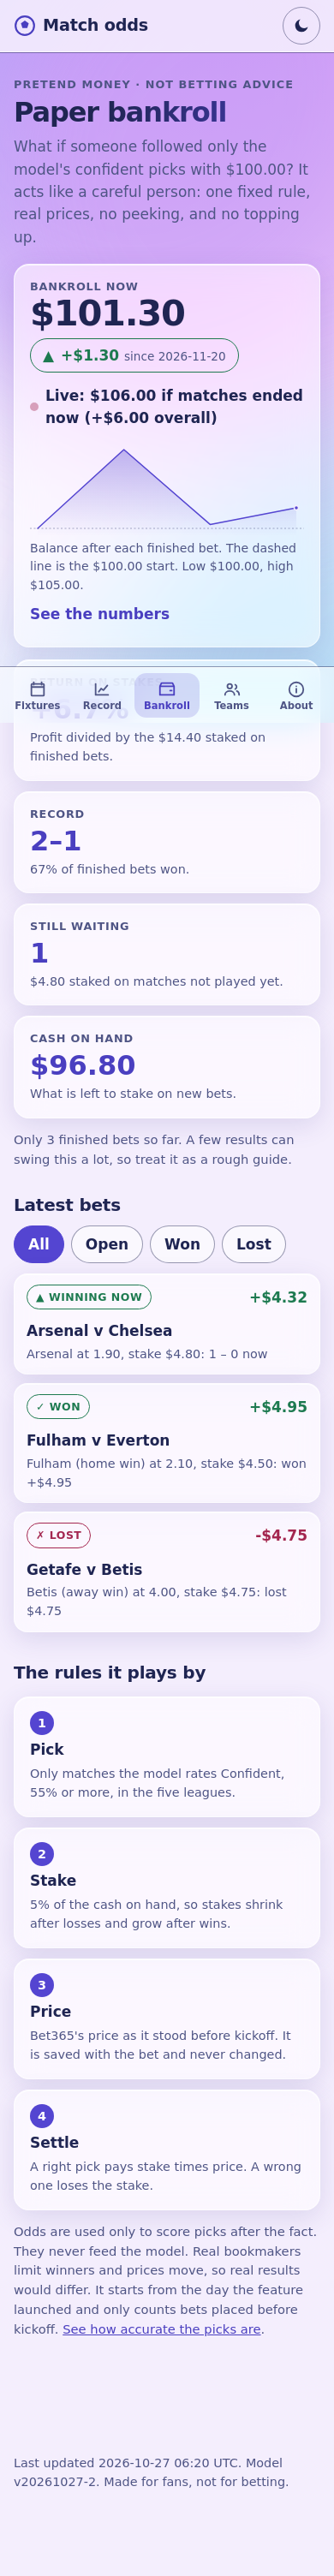 Match odds
PRETEND MONEY · NOT BETTING ADVICE
Paper bankroll
What if someone followed only the
model's confident picks with $100.00? It
acts like a careful person: one fixed rule,
real prices, no peeking, and no topping
up.
BANKROLL NOW
$101.30
▲ +$1.30 since 2026-11-20
Live: $106.00 if matches ended
now (+$6.00 overall)
Balance after each finished bet. The dashed
line is the $100.00 start. Low $100.00, high
$105.00.
See the numbers
Fixtures Record Bankroll Teams About
Profit divided by the $14.40 staked on
finished bets.
RECORD
2–1
67% of finished bets won.
STILL WAITING
1
$4.80 staked on matches not played yet.
CASH ON HAND
$96.80
What is left to stake on new bets.
Only 3 finished bets so far. A few results can
swing this a lot, so treat it as a rough guide.
Latest bets
All Open Won Lost
▲ WINNING NOW +$4.32
Arsenal v Chelsea
Arsenal at 1.90, stake $4.80: 1 – 0 now
✓ WON +$4.95
Fulham v Everton
Fulham (home win) at 2.10, stake $4.50: won
+$4.95
✗ LOST -$4.75
Getafe v Betis
Betis (away win) at 4.00, stake $4.75: lost
$4.75
The rules it plays by
1
Pick
Only matches the model rates Confident,
55% or more, in the five leagues.
2
Stake
5% of the cash on hand, so stakes shrink
after losses and grow after wins.
3
Price
Bet365's price as it stood before kickoff. It
is saved with the bet and never changed.
4
Settle
A right pick pays stake times price. A wrong
one loses the stake.
Odds are used only to score picks after the fact.
They never feed the model. Real bookmakers
limit winners and prices move, so real results
would differ. It starts from the day the feature
launched and only counts bets placed before
kickoff. See how accurate the picks are.
Last updated 2026-10-27 06:20 UTC. Model
v20261027-2. Made for fans, not for betting.